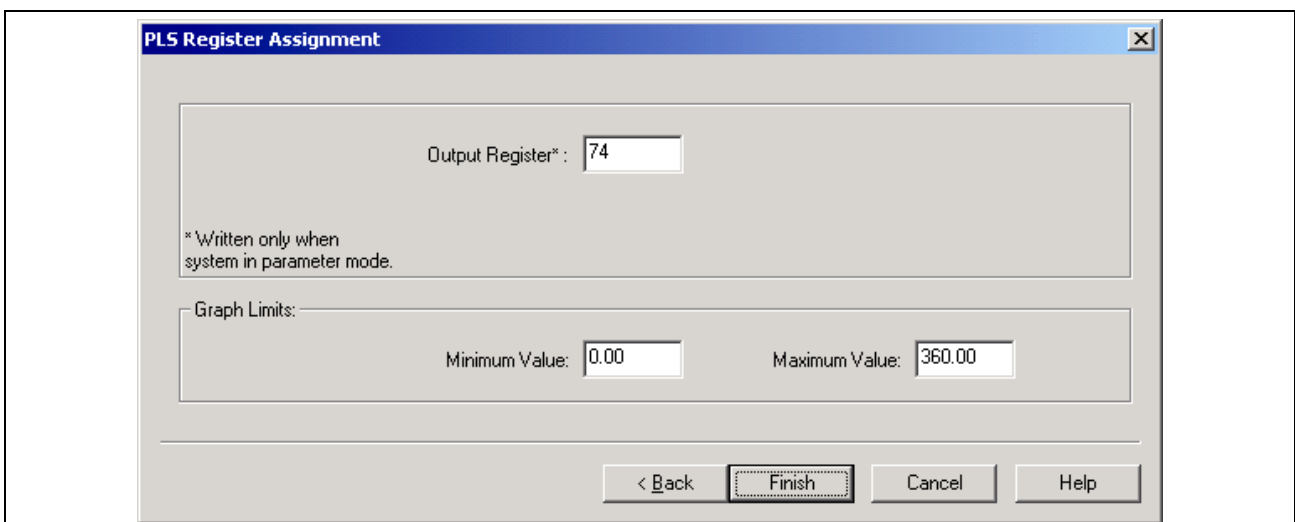 PLS Register Assignment
Output Register* : 74
* Written only when
system in parameter mode.
Graph Limits:
Minimum Value: 0.00 Maximum Value: 360.00
< Back Finish Cancel Help